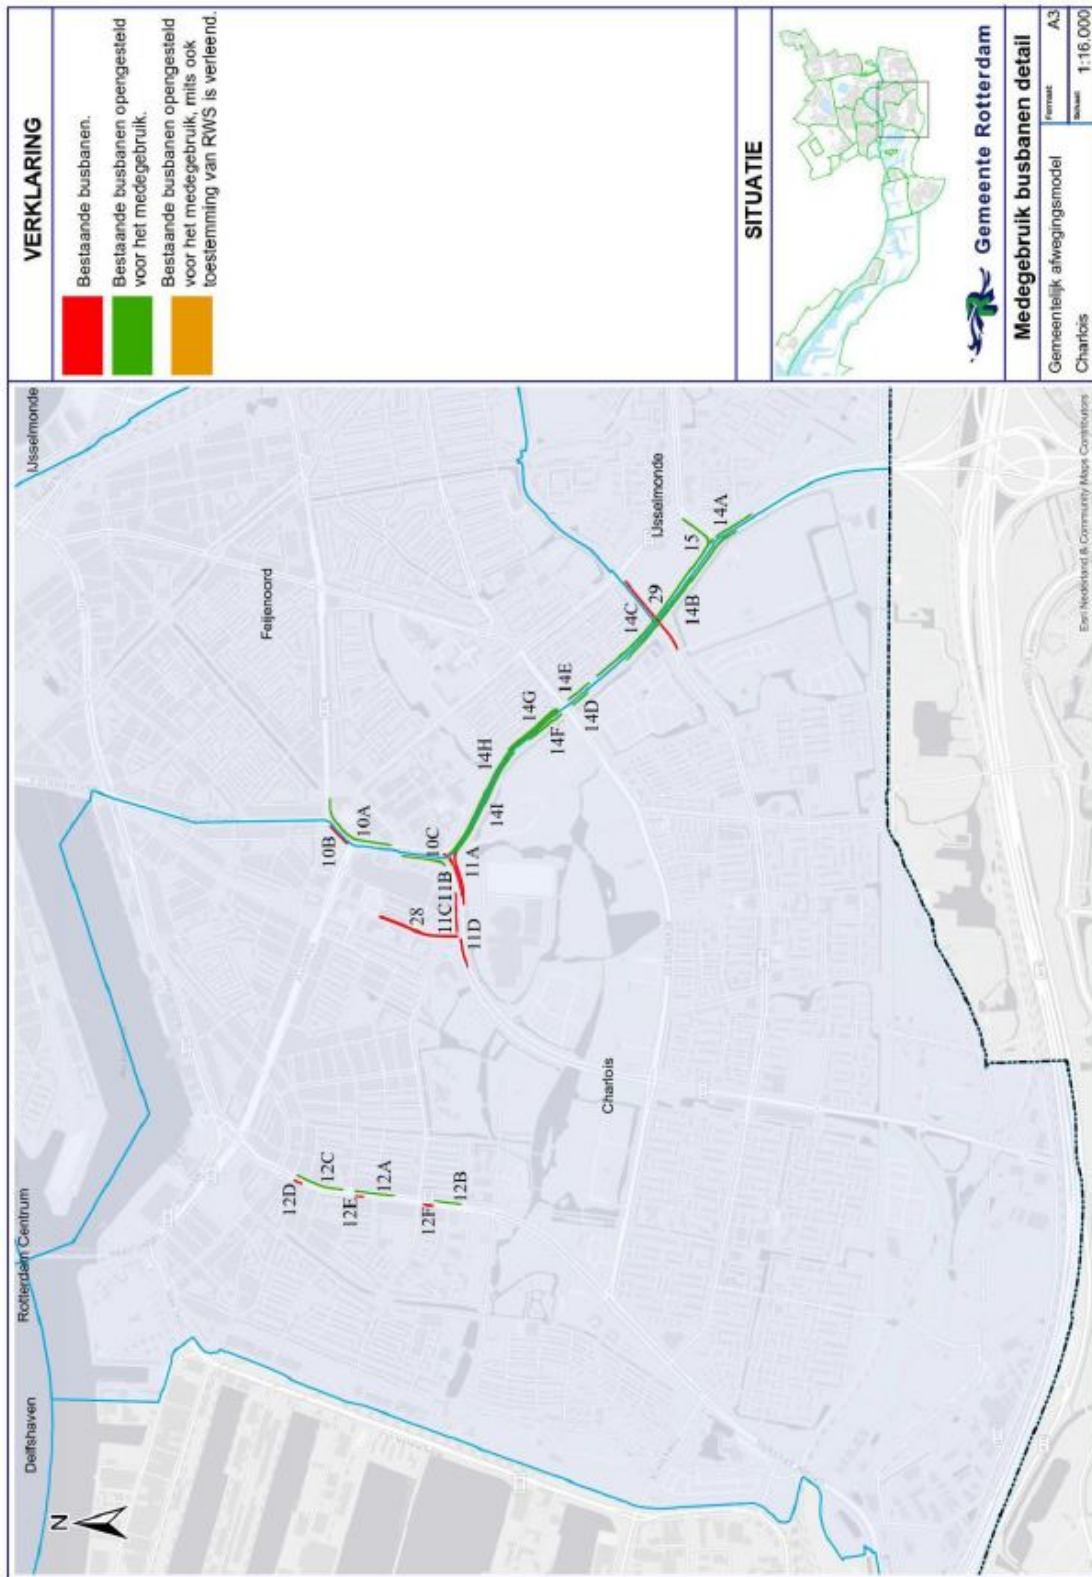 Delfshaven
Rotterdam Centrum
IJsselmonde
N
Feijenoord
10B
10A
12D
12C
28
10C
12E
12A
11C
11B
11A
14I
14H
14G
12F
12B
11D
14F
14E
14D
14C
IJsselmonde
15
29
14A
14B
Charlois
Esri Nederland & Community Maps Contributors
VERKLARING
Bestaande busbanen.
Bestaande busbanen opengesteld
voor het medegebruik.
Bestaande busbanen opengesteld
voor het medegebruik, mits ook
toestemming van RWS is verleend.
SITUATIE
Gemeente Rotterdam
Medegebruik busbanen detail
Gemeentelijk afwegingsmodel
Formaat: A3
Charlois
Schaal: 1:16.000